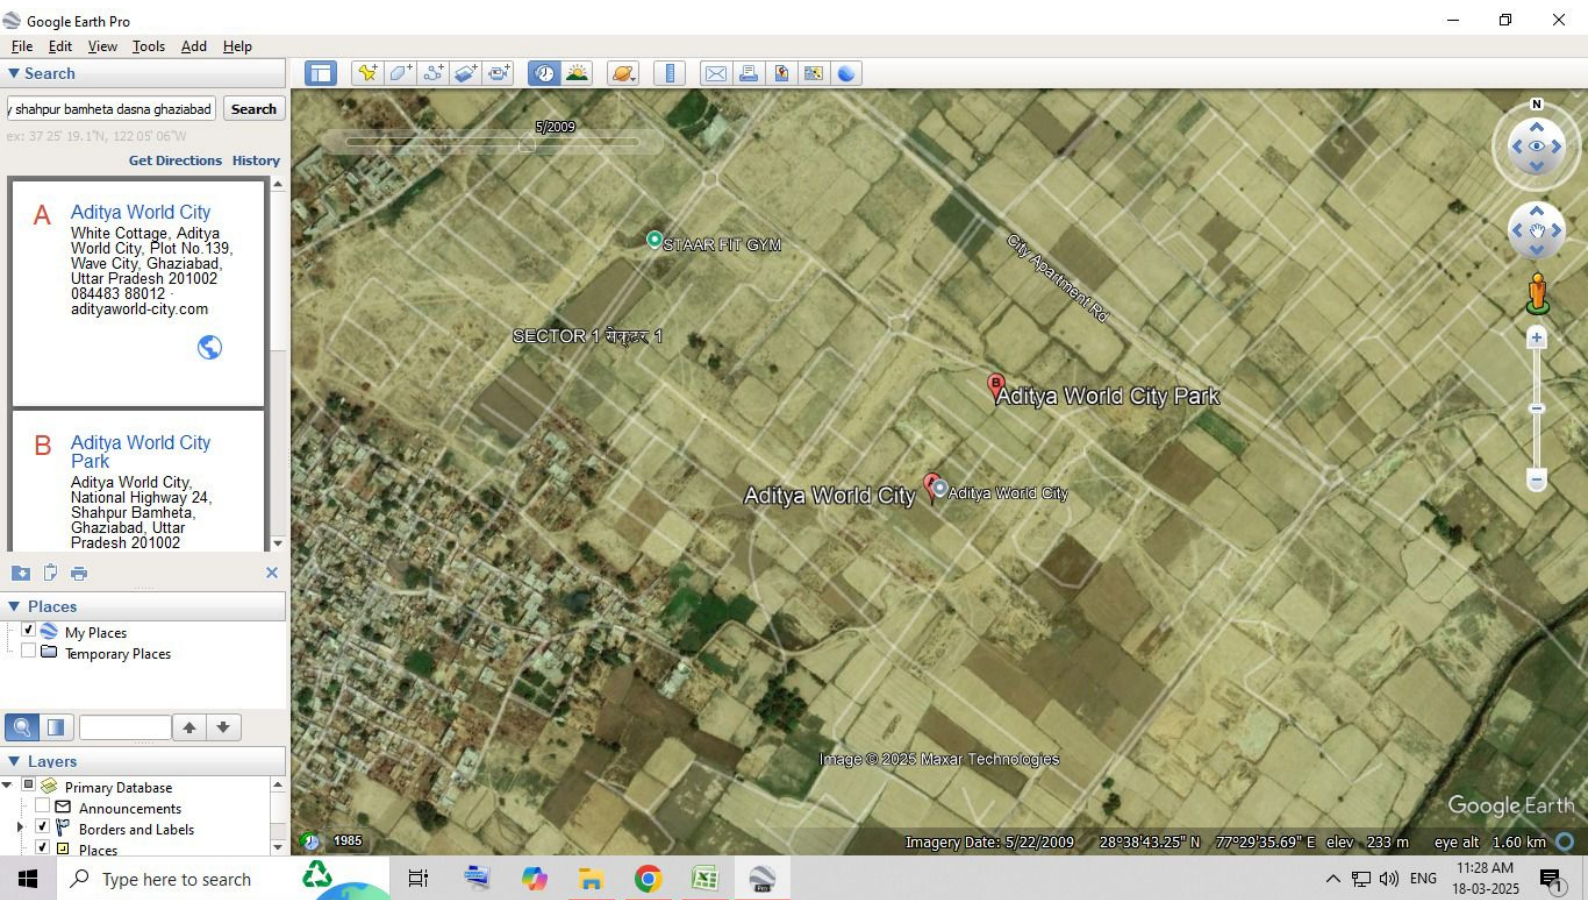 Google Earth Pro
File Edit View Tools Add Help
Search
shahpur bamheta dasna ghaziabad
Search
ex: 37 25' 19.1"N, 122 05' 06"W
Get Directions History
A
Aditya World City
White Cottage, Aditya
World City, Plot No.139,
Wave City, Ghaziabad,
Uttar Pradesh 201002
084483 88012 ·
adityaworld-city.com
B
Aditya World City
Park
Aditya World City,
National Highway 24,
Shahpur Bamheta,
Ghaziabad, Uttar
Pradesh 201002
Places
My Places
Temporary Places
Layers
Primary Database
Announcements
Borders and Labels
Places
5/2009
N
STAAR FIT GYM
City Apartment Rd
SECTOR 1 सेक्टर 1
B
Aditya World City Park
Aditya World City
A
Aditya World City
Image © 2025 Maxar Technologies
Google Earth
1985
Imagery Date: 5/22/2009 28°38'43.25" N 77°29'35.69" E elev 233 m eye alt 1.60 km
Type here to search
Pro
ENG
11:28 AM
18-03-2025
1